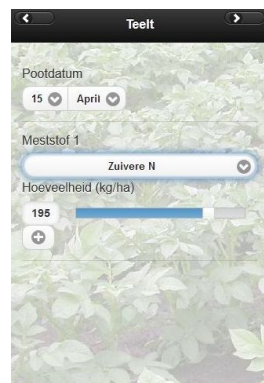 Teelt
Pootdatum
15 April
Meststof 1
Zuivere N
Hoeveelheid (kg/ha)
195